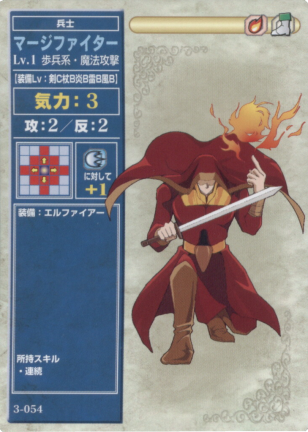 兵士
マージファイター
Lv.1 歩兵系・魔法攻撃
[装備Lv：剣C杖B炎B雷B風B]
気力：3
攻：2／反：2
に対して
+1
装備：エルファイアー
所持スキル
・連続
3-054